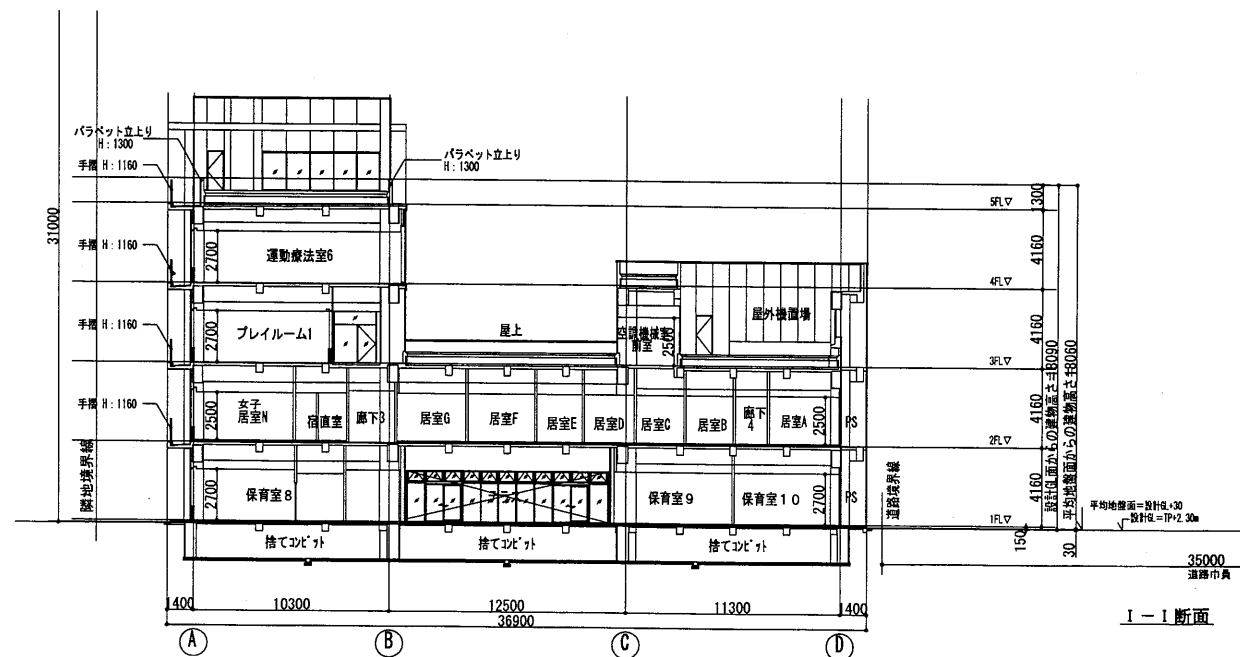 パラペット立上り
H：1300
パラペット立上り
H：1300
手摺 H：1160
5FL▽
1300
31000
手摺 H：1160
2700
運動療法室6
4160
4FL▽
屋外機置場
手摺 H：1160
2700
プレイルーム1
屋上
空調機械室
前室
2500
4160
3FL▽
手摺 H：1160
2500
女子
居室N
宿直室
廊下3
居室G
居室F
居室E
居室D
居室C
居室B
廊下
4
居室A
2500
PS
4160
2FL▽
隣地境界線
2700
保育室8
保育室9
保育室10
2700
PS
道路境界線
4160
設計GL面からの建物高さ=18090
平均地盤面からの建物高さ=18060
1FL▽
150
30
平均地盤面=設計GL+30
設計GL=TP+2.30m
捨てコンピット
捨てコンピット
捨てコンピット
35000
道路巾員
1400
10300
12500
11300
1400
36900
A
B
C
D
I－I 断面